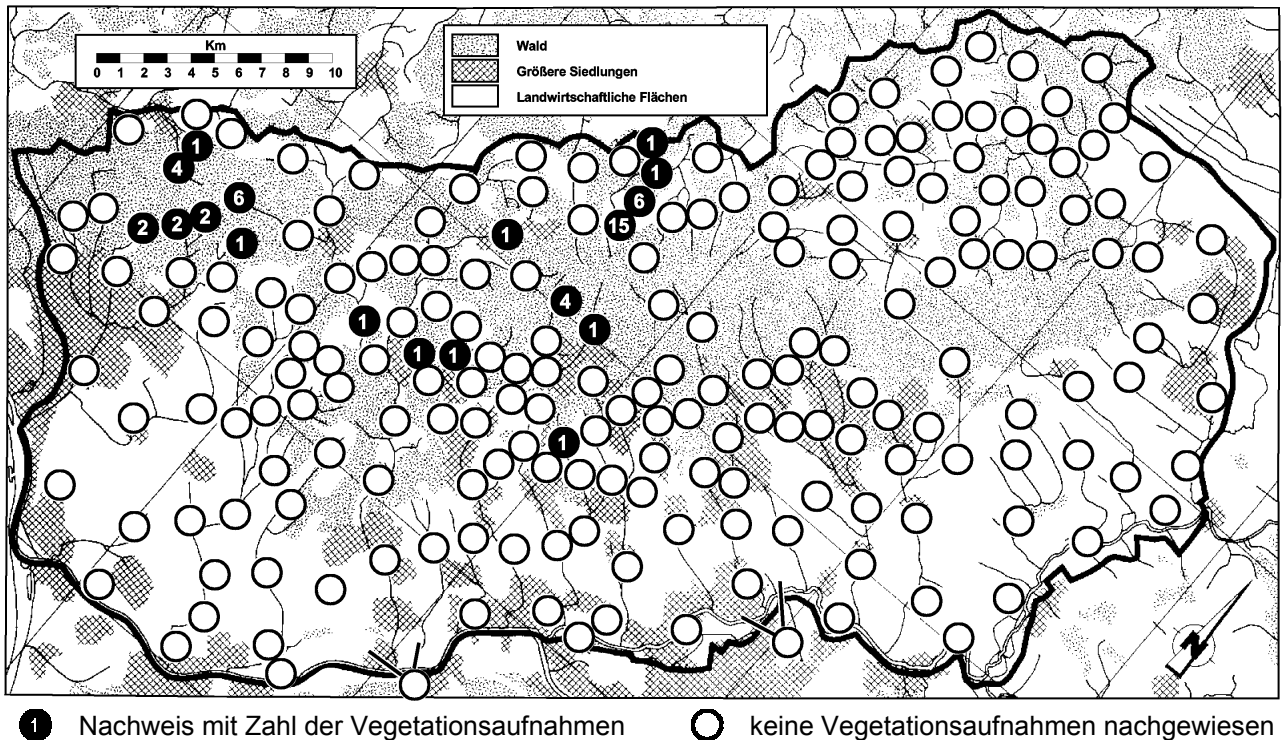 Km
0 1 2 3 4 5 6 7 8 9 10
Wald
Größere Siedlungen
Landwirtschaftliche Flächen
1
1
4
1
6
6
2
2
2
15
1
1
4
1
1
1
1
1
N
1 Nachweis mit Zahl der Vegetationsaufnahmen
keine Vegetationsaufnahmen nachgewiesen